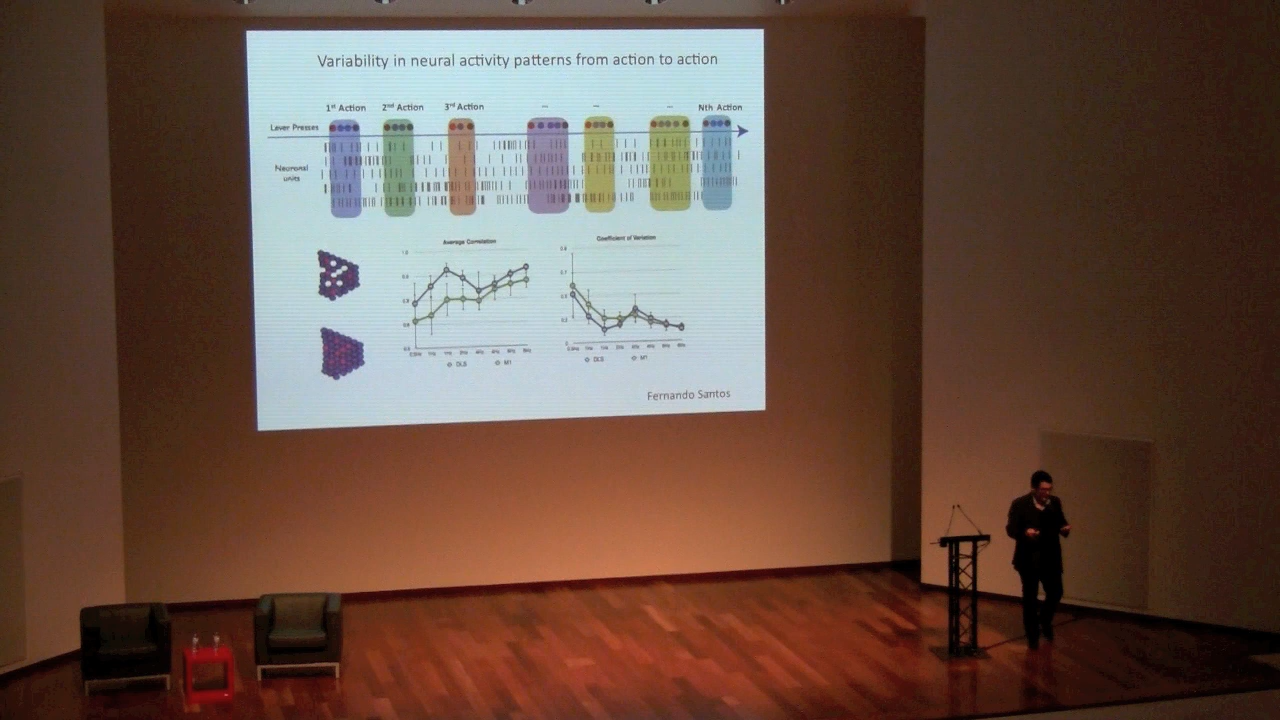 Variability in neural activity patterns from action to action
1st Action 2nd Action 3rd Action ... ... ... Nth Action
Lever Presses
Neuronal
units
Average Correlation
Coefficient of Variation
DLS M1
DLS M1
Fernando Santos